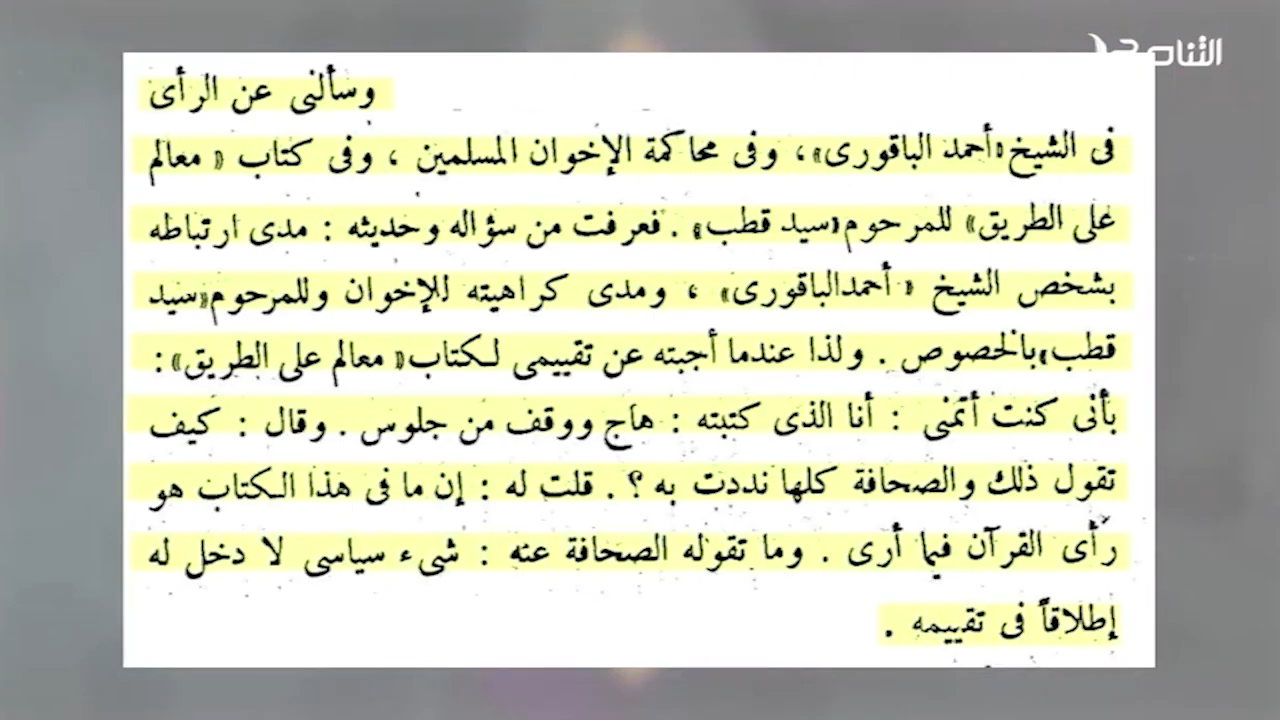 وسألنى عن الرأى
فى الشيخ «أحمد الباقورى»، وفى محاكمة الإخوان المسلمين ، وفى كتاب « معالم
على الطريق» للمرحوم «سيد قطب» . فعرفت من سؤاله وحديثه : مدى ارتباطه
بشخص الشيخ « أحمد الباقورى» ، ومدى كراهيته للإخوان وللمرحوم «سيد
قطب» بالخصوص . ولذا عندما أجبته عن تقييمى لكتاب « معالم على الطريق» :
بأنى كنت أتمنى : أنا الذى كتبته : هاج ووقف من جلوس . وقال : كيف
تقول ذلك والصحافة كلها نددت به ؟ . قلت له : إن ما فى هذا الكتاب هو
رأى القرآن فيما أرى . وما تقوله الصحافة عنه : شىء سياسى لا دخل له
إطلاقاً فى تقييمه .